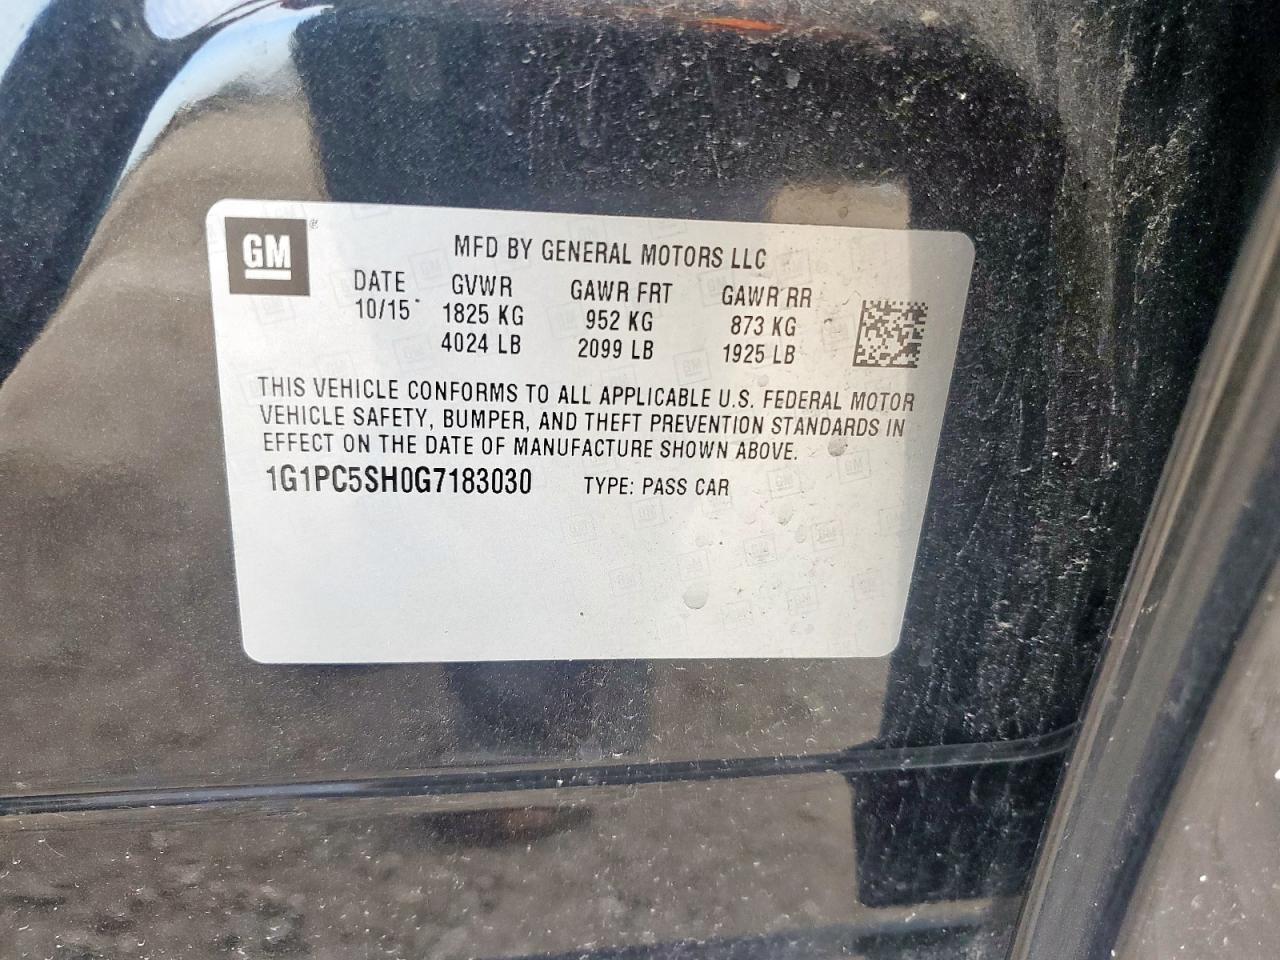 GM
MFD BY GENERAL MOTORS LLC
DATE GVWR GAWR FRT GAWR RR
10/15 1825 KG 952 KG 873 KG
4024 LB 2099 LB 1925 LB
THIS VEHICLE CONFORMS TO ALL APPLICABLE U.S. FEDERAL MOTOR
VEHICLE SAFETY, BUMPER, AND THEFT PREVENTION STANDARDS IN
EFFECT ON THE DATE OF MANUFACTURE SHOWN ABOVE.
1G1PC5SH0G7183030 TYPE: PASS CAR